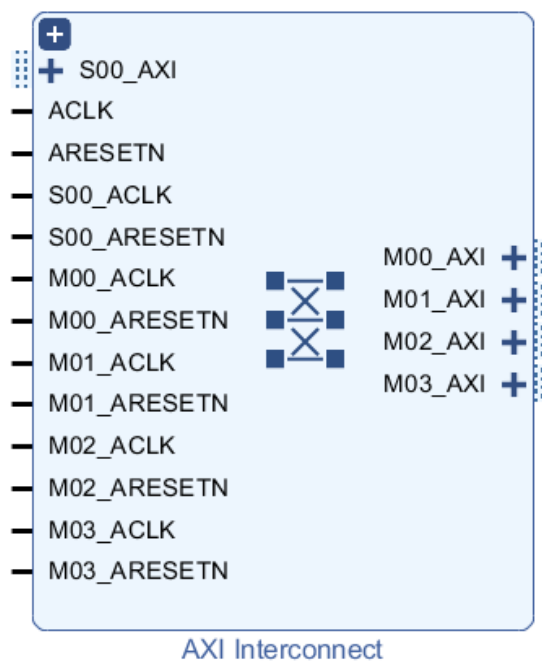 S00_AXI
ACLK
ARESETN
S00_ACLK
S00_ARESETN
M00_ACLK
M00_ARESETN
M01_ACLK
M01_ARESETN
M02_ACLK
M02_ARESETN
M03_ACLK
M03_ARESETN
M00_AXI
M01_AXI
M02_AXI
M03_AXI
AXI Interconnect